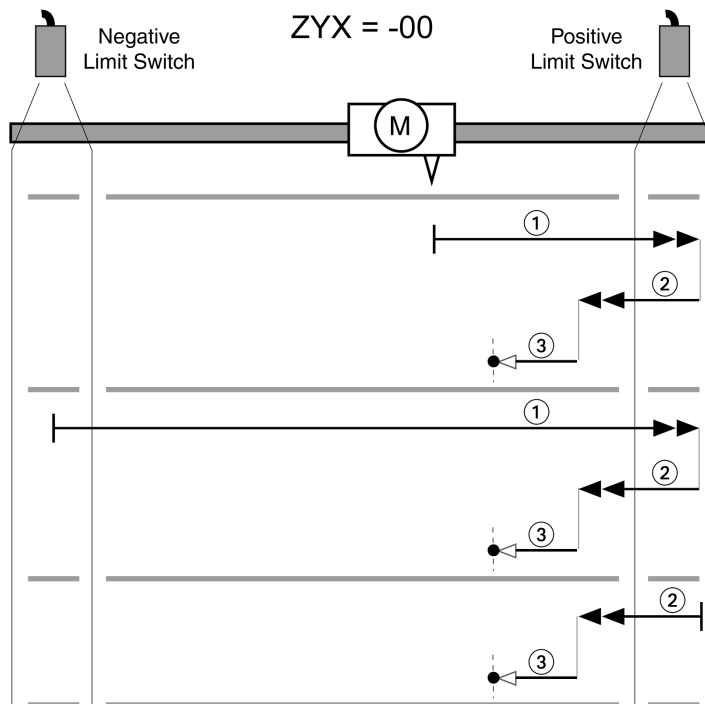 ZYX = -00
Negative
Limit Switch
Positive
Limit Switch
M
1
2
3
1
2
3
2
3